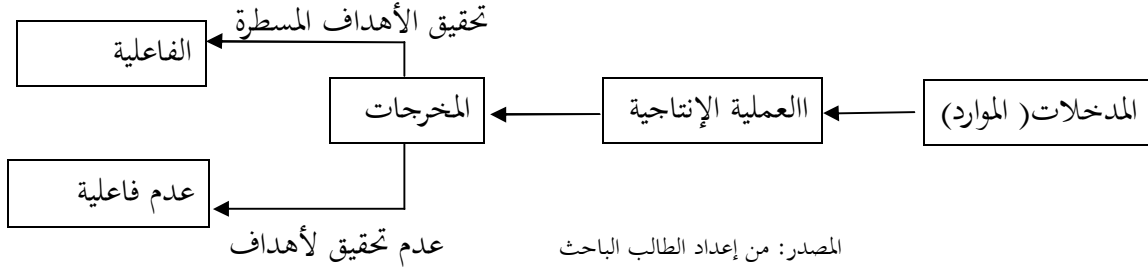 تحقيق الأهداف المسطرة
الفاعلية
المدخلات( الموارد)
االعملية الإنتاجية
المخرجات
عدم فاعلية
عدم تحقيق لأهداف
المصدر: من إعداد الطالب الباحث